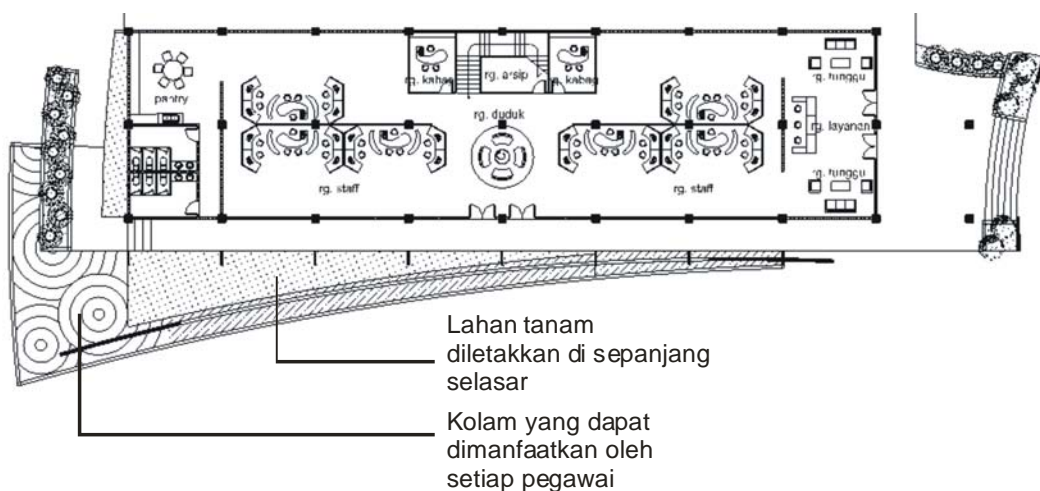 rg. kabag
rg. arsip
rg. kabag
rg. tunggu
pantry
rg. duduk
rg. layanan
rg. tunggu
rg. staff
rg. staff
Lahan tanam
diletakkan di sepanjang
selasar
Kolam yang dapat
dimanfaatkan oleh
setiap pegawai